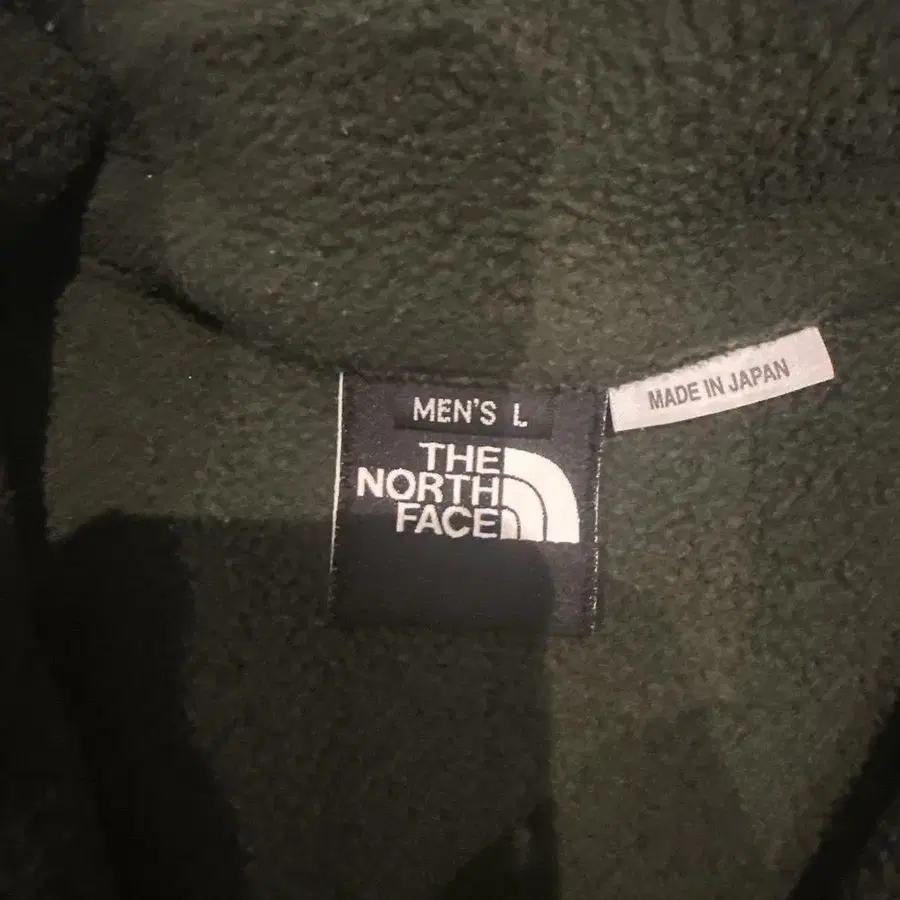 MEN'S L
THE
NORTH
FACE
MADE IN JAPAN